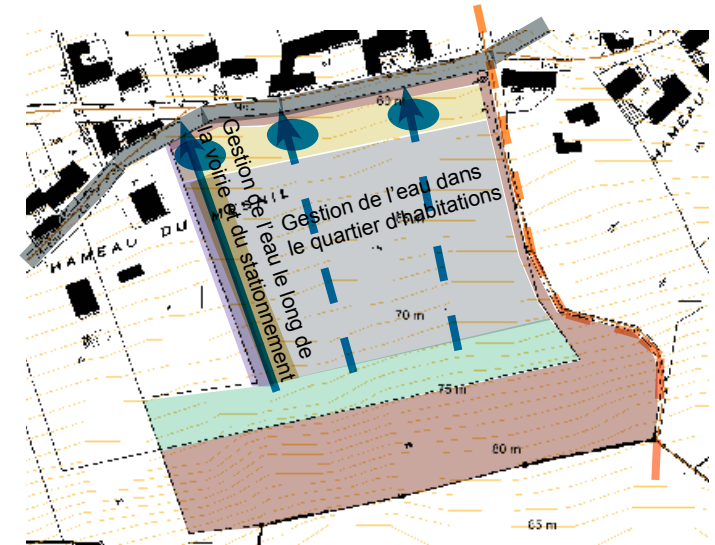 60 m
HAMEAU
Gestion de l'eau le long de
la voirie et du stationnement
Gestion de l'eau dans
le quartier d'habitations
HAMEAU DU MESNIL
70 m
75 m
80 m
85 m